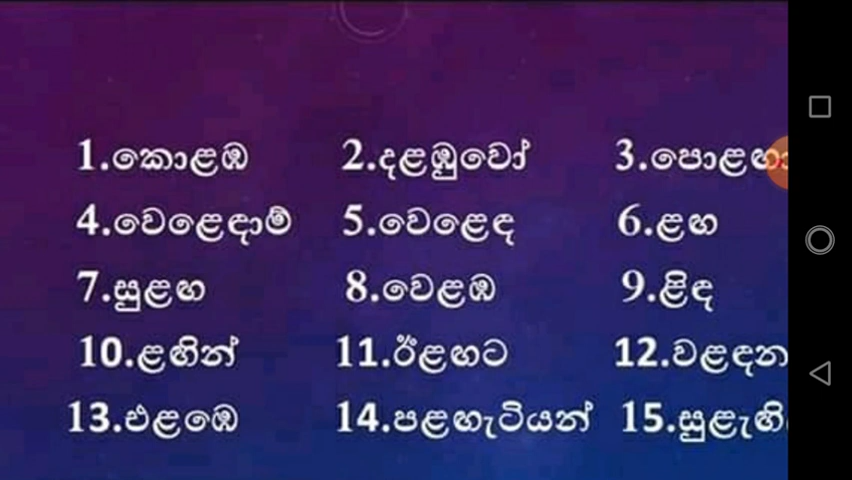 1.කොළඹ 2.දළඹුවෝ
4.වෙළෙඳාම් 5.වෙළෙඳ 6.ළඟ
7.සුළඟ 8.වෙළඹ 9.ළිඳ
10.ළඟින් 11.ඊළඟට
13.එළඹෙ 14.පළඟැටියන්